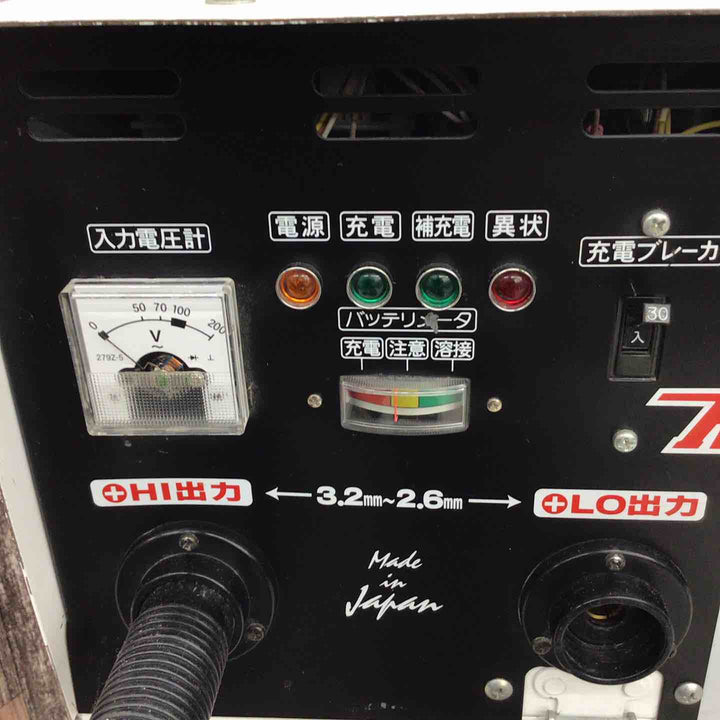 電源 充電 補充電 異状
入力電圧計
充電ブレーカ
バッテリメータ
充電 注意 溶接
0 50 70 100 200
V
279Z-5
30
入
⊕HI出力
←3.2mm~2.6mm→
⊕LO出力
Made
in
Japan